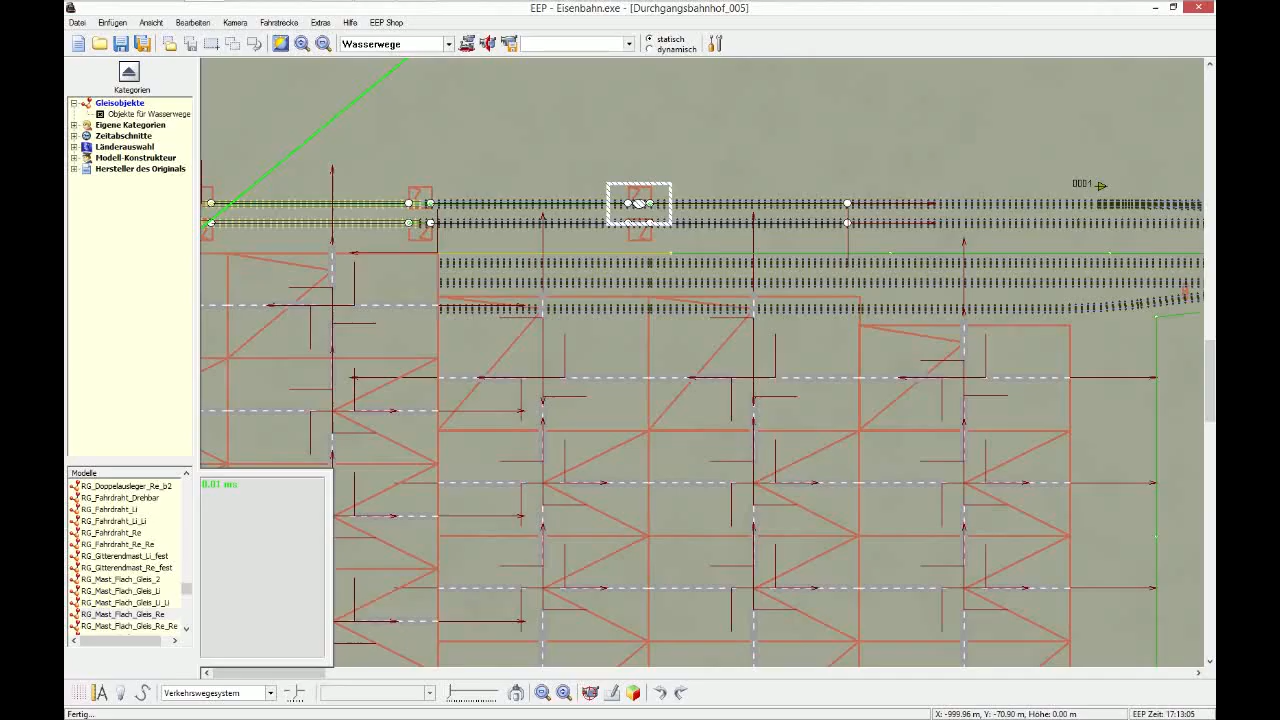 EEP - Eisenbahn.exe - [Durchgangsbahnhof_005]
Datei Einfügen Ansicht Bearbeiten Kamera Fahrstrecke Extras Hilfe EEP Shop
Wasserwege
statisch
dynamisch
Kategorien
Gleisobjekte
Objekte für Wasserwege
Eigene Kategorien
Zeitabschnitte
Länderauswahl
Modell-Konstrukteur
Hersteller des Originals
0001
Modelle
RG_Doppelausleger_Re_b2
RG_Fahrdraht_Drehbar
RG_Fahrdraht_Li
RG_Fahrdraht_Li_Li
RG_Fahrdraht_Re
RG_Fahrdraht_Re_Re
RG_Gitterendmast_Li_fest
RG_Gitterendmast_Re_fest
RG_Mast_Flach_Gleis_2
RG_Mast_Flach_Gleis_Li
RG_Mast_Flach_Gleis_Li_Li
RG_Mast_Flach_Gleis_Re
RG_Mast_Flach_Gleis_Re_Re
0.01 ms
Verkehrswegesystem
Fertig...
X: -999.96 m, Y: -70.90 m, Höhe: 0.00 m
EEP Zeit: 17:13:05